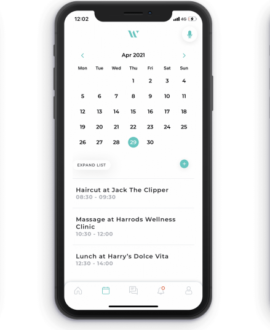 12:02
4G
Apr 2021
Mon Tue Wed Thu Fri Sat Sun
1 2 3 4
5 6 7 8 9 10 11
12 13 14 15 16 17 18
19 20 21 22 23 24 25
26 27 28 29 30
EXPAND LIST
Haircut at Jack The Clipper
08:30 - 09:30
Massage at Harrods Wellness
Clinic
10:30 - 12:00
Lunch at Harry's Dolce Vita
12:30 - 14:00